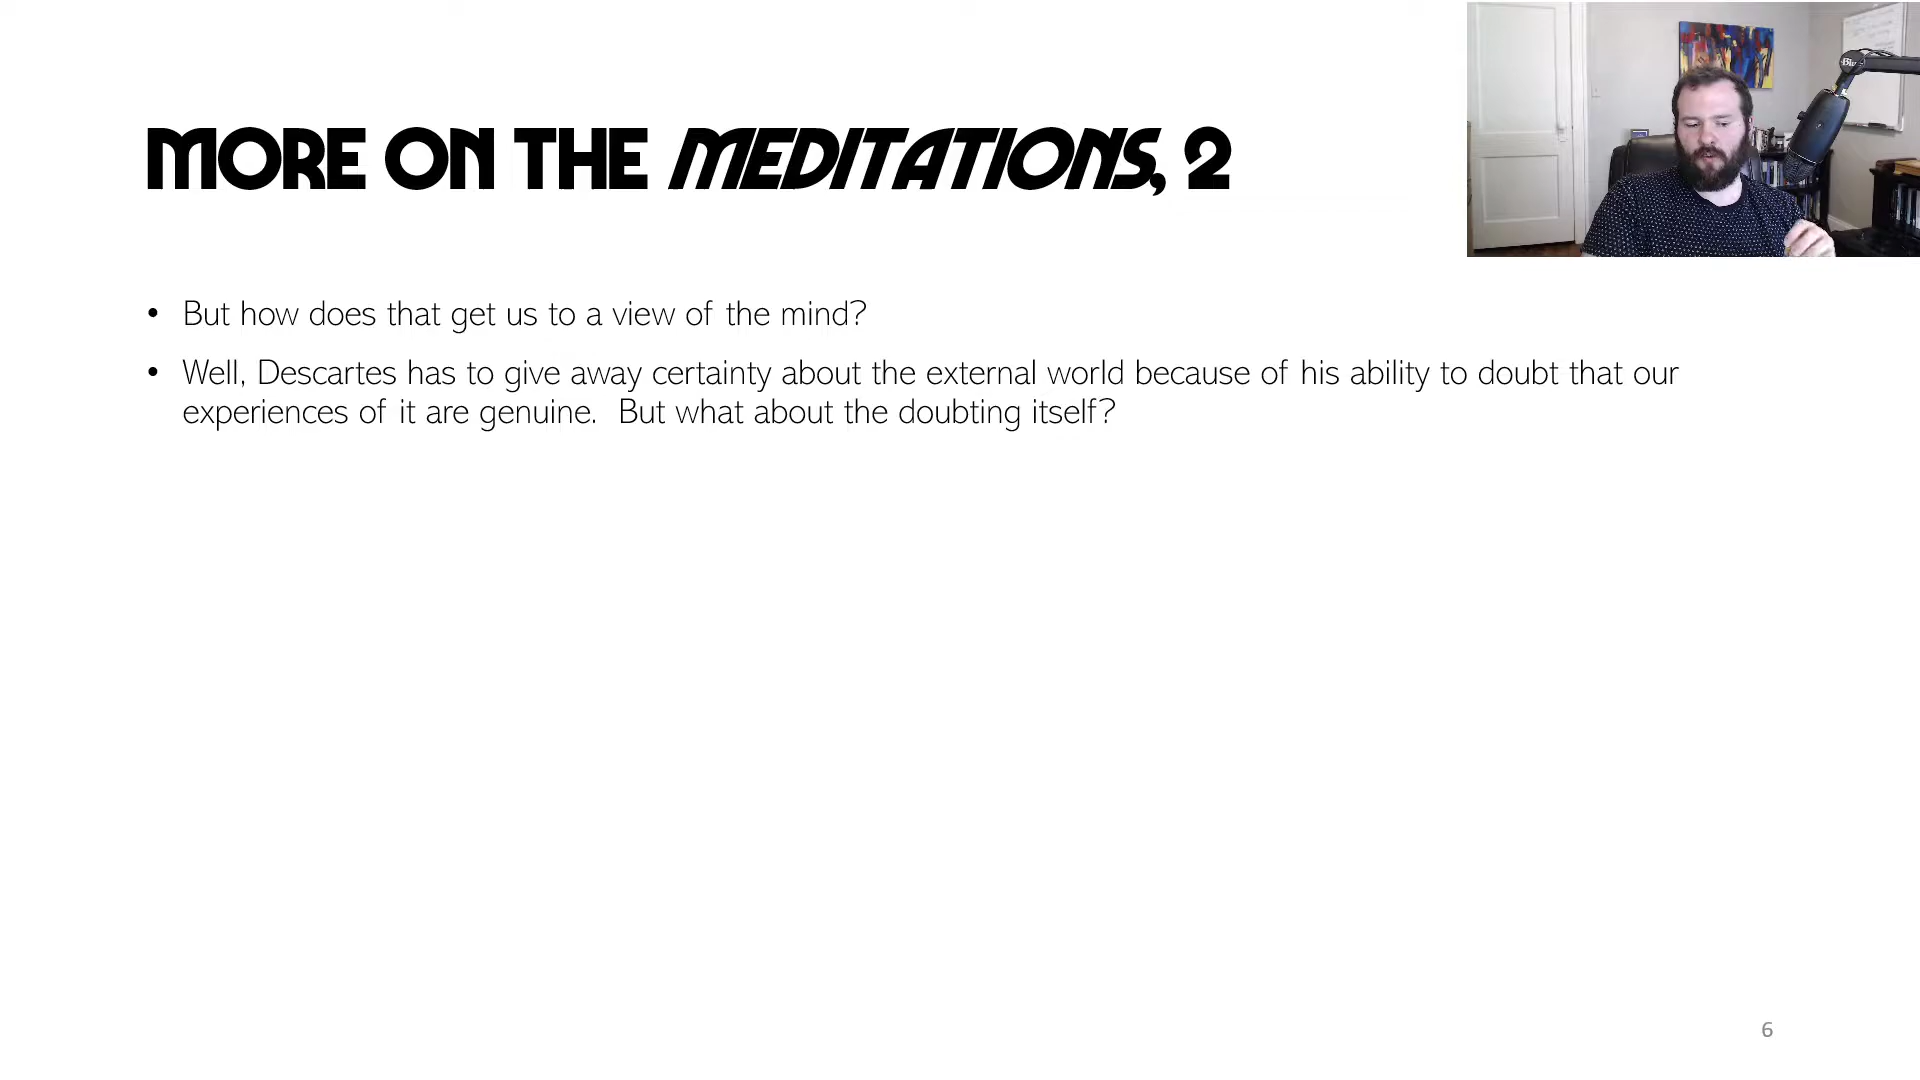 MORE ON THE MEDITATIONS, 2
• But how does that get us to a view of the mind?
• Well, Descartes has to give away certainty about the external world because of his ability to doubt that our
experiences of it are genuine.  But what about the doubting itself?
Blue
6